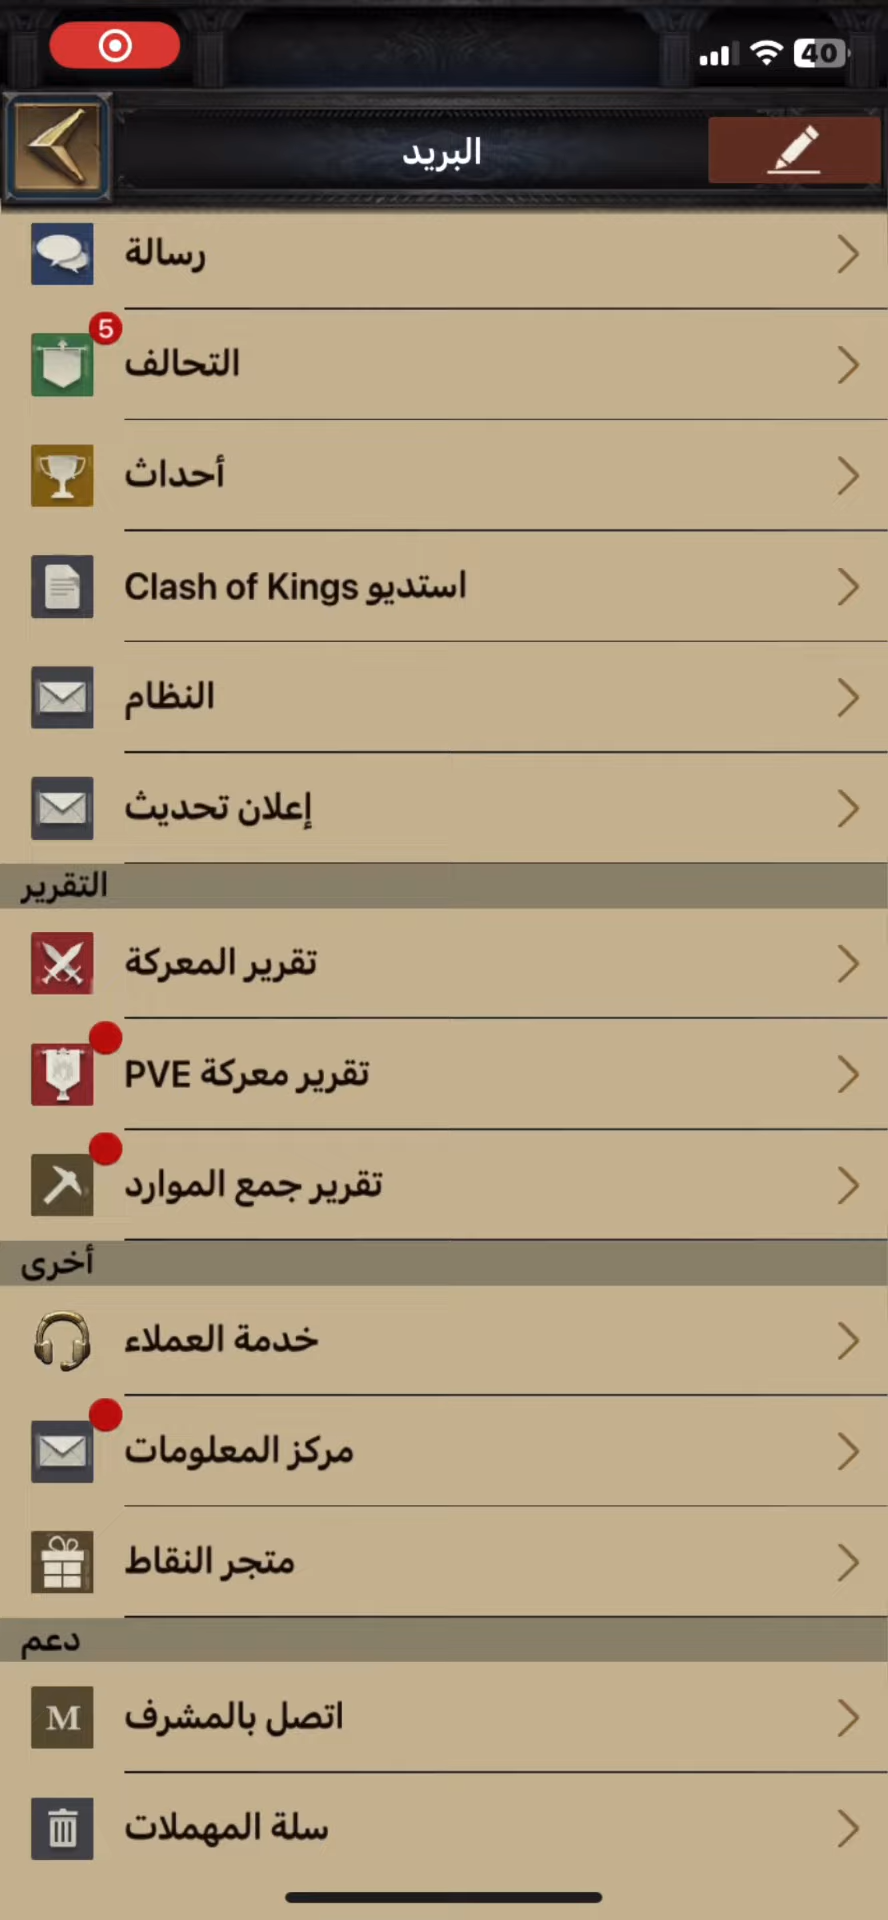 40
البريد
رسالة
5
التحالف
أحداث
استديو Clash of Kings
النظام
إعلان تحديث
التقرير
تقرير المعركة
تقرير معركة PVE
تقرير جمع الموارد
أخرى
خدمة العملاء
مركز المعلومات
متجر النقاط
دعم
M
اتصل بالمشرف
سلة المهملات